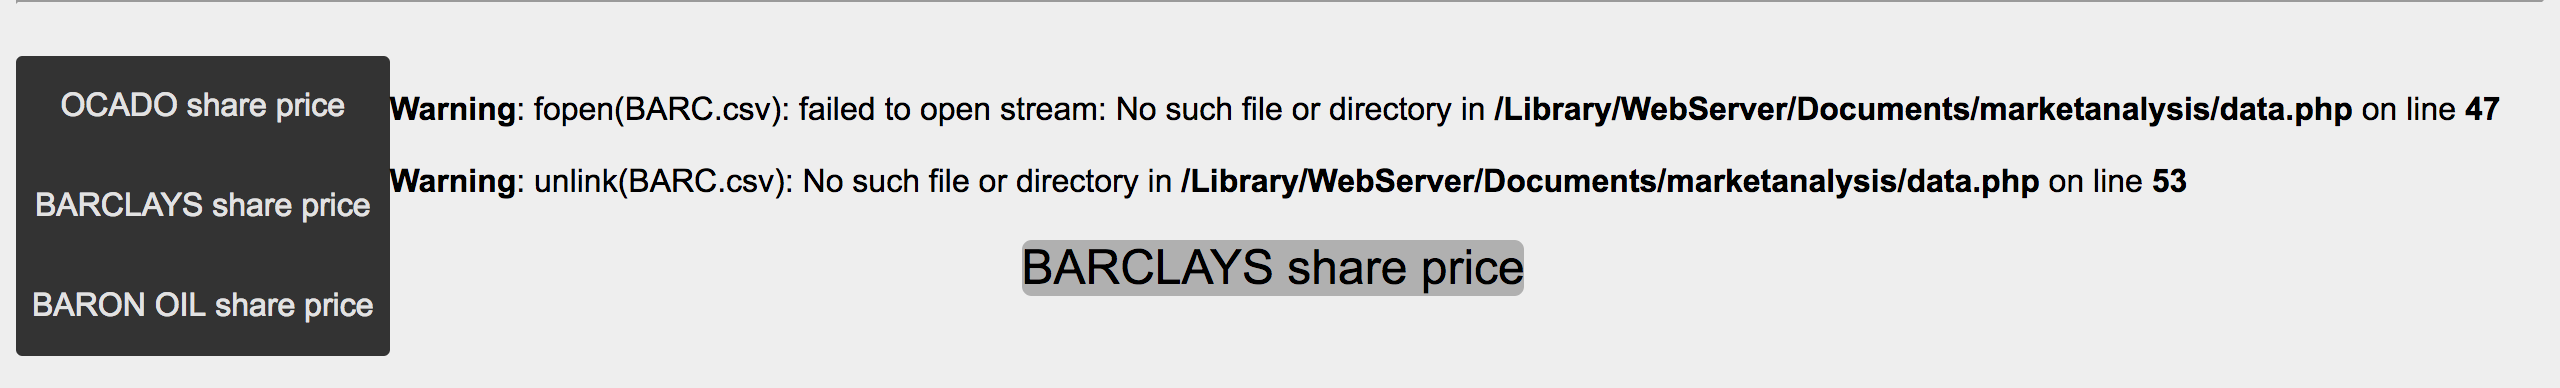 OCADO share price
BARCLAYS share price
BARON OIL share price
Warning: fopen(BARC.csv): failed to open stream: No such file or directory in /Library/WebServer/Documents/marketanalysis/data.php on line 47
Warning: unlink(BARC.csv): No such file or directory in /Library/WebServer/Documents/marketanalysis/data.php on line 53
BARCLAYS share price